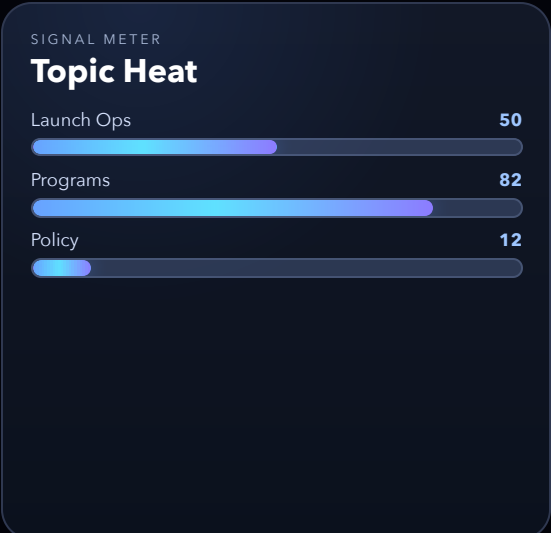 SIGNAL METER
Topic Heat
Launch Ops 50
Programs 82
Policy 12